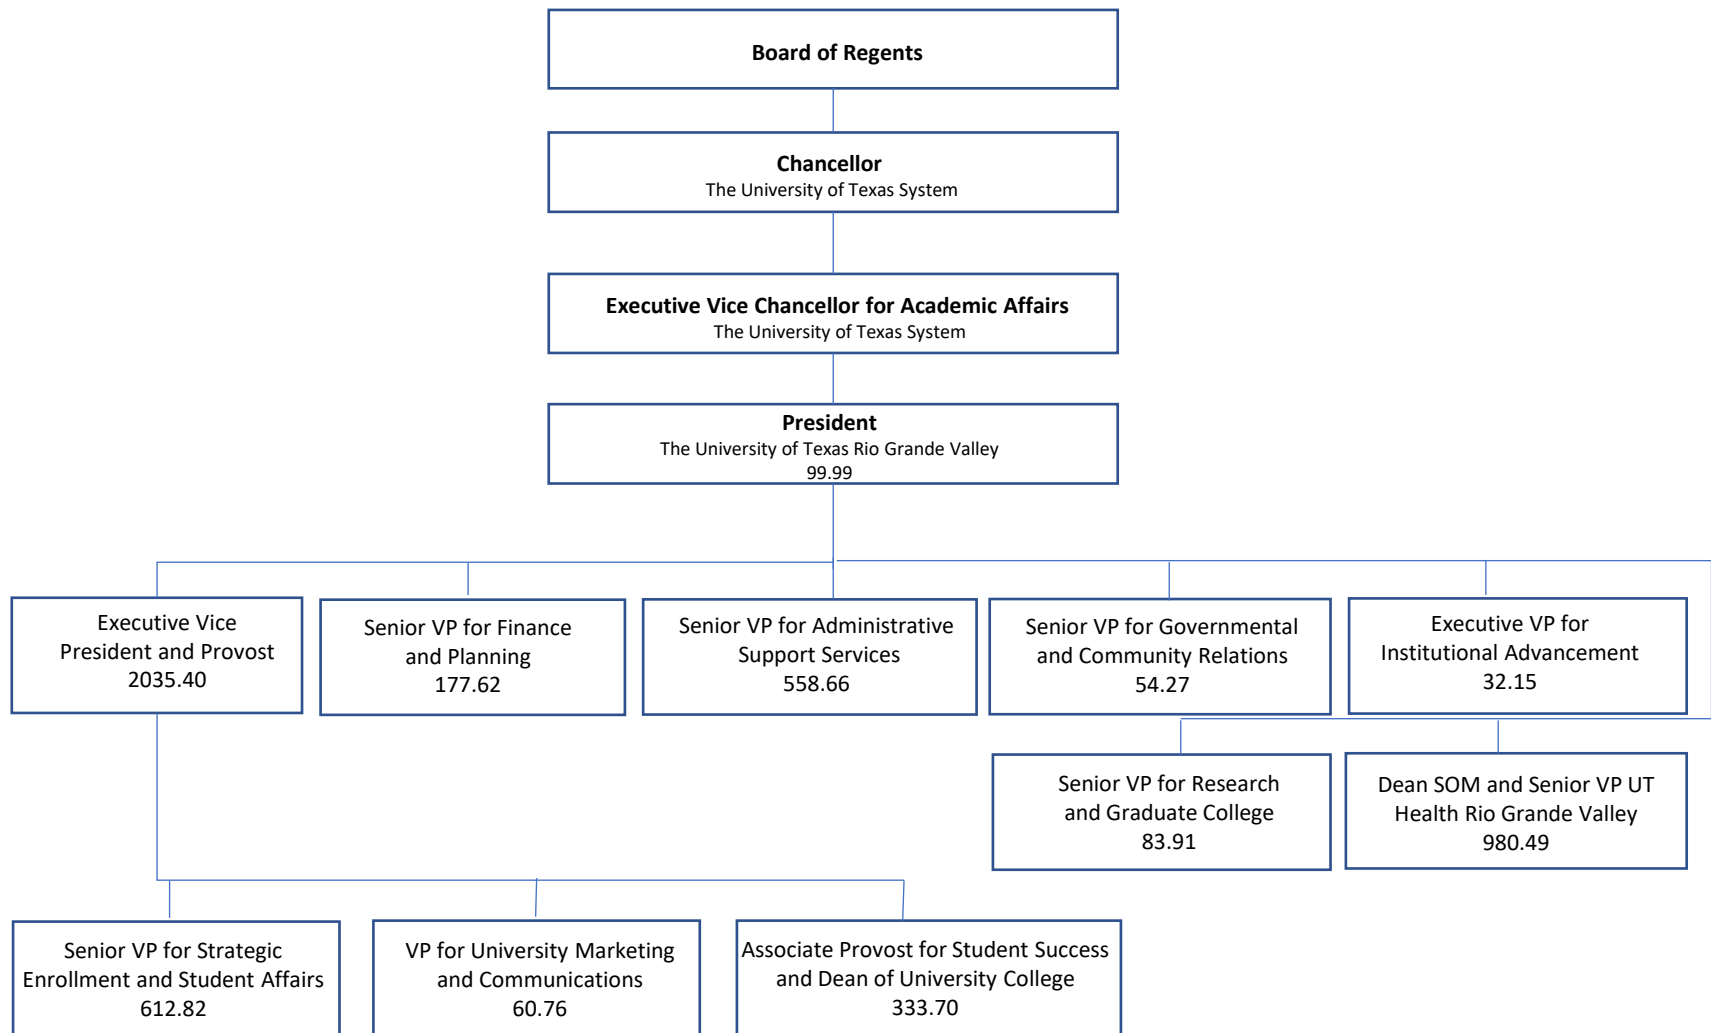 Board of Regents
Chancellor
The University of Texas System
Executive Vice Chancellor for Academic Affairs
The University of Texas System
President
The University of Texas Rio Grande Valley
99.99
Executive Vice
President and Provost
2035.40
Senior VP for Finance
and Planning
177.62
Senior VP for Administrative
Support Services
558.66
Senior VP for Governmental
and Community Relations
54.27
Executive VP for
Institutional Advancement
32.15
Senior VP for Research
and Graduate College
83.91
Dean SOM and Senior VP UT
Health Rio Grande Valley
980.49
Senior VP for Strategic
Enrollment and Student Affairs
612.82
VP for University Marketing
and Communications
60.76
Associate Provost for Student Success
and Dean of University College
333.70